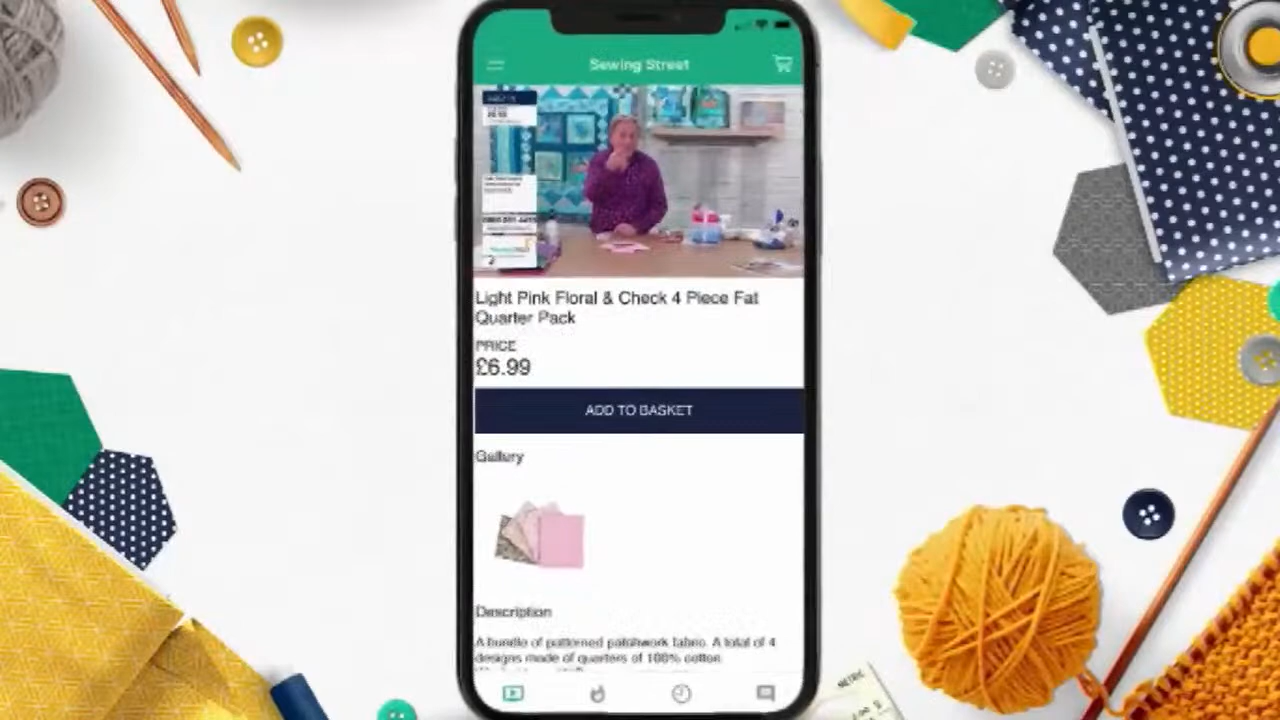 Sewing Street
Light Pink Floral & Check 4 Piece Fat
Quarter Pack
PRICE
£6.99
ADD TO BASKET
Gallery
Description
A bundle of patterned patchwork fabric. A total of 4
designs made of quarters of 100% cotton
METRIC